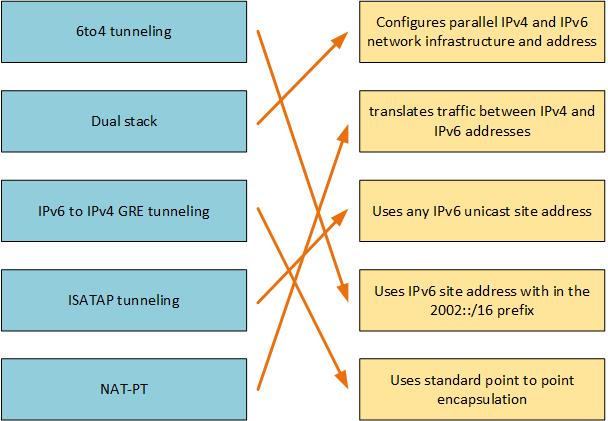 6to4 tunneling
Configures parallel IPv4 and IPv6
network infrastructure and address
Dual stack
translates traffic between IPv4 and
IPv6 addresses
IPv6 to IPv4 GRE tunneling
Uses any IPv6 unicast site address
ISATAP tunneling
Uses IPv6 site address with in the
2002::/16 prefix
NAT-PT
Uses standard point to point
encapsulation